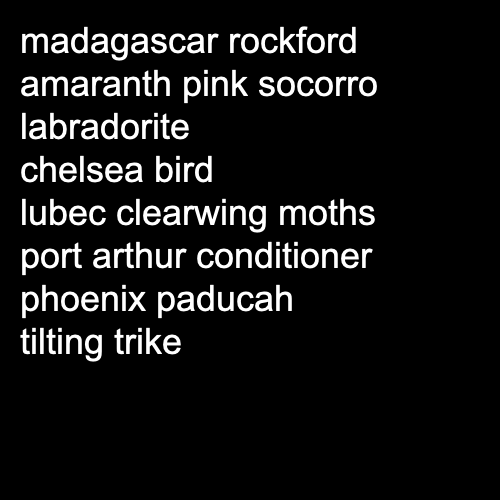 madagascar rockford
amaranth pink socorro
labradorite
chelsea bird
lubec clearwing moths
port arthur conditioner
phoenix paducah
tilting trike